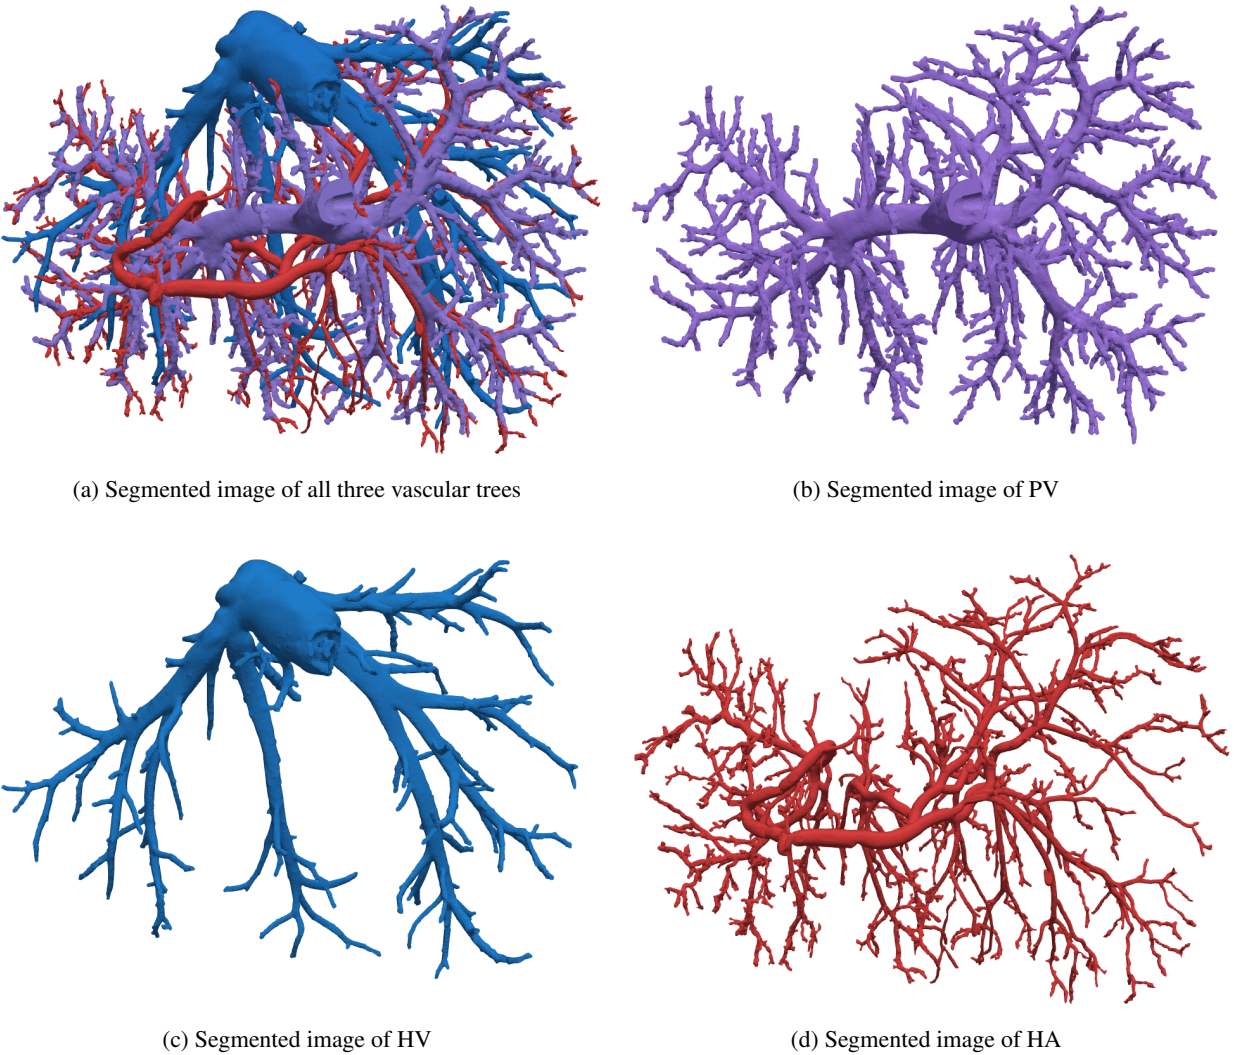 (a) Segmented image of all three vascular trees
(b) Segmented image of PV
(c) Segmented image of HV
(d) Segmented image of HA